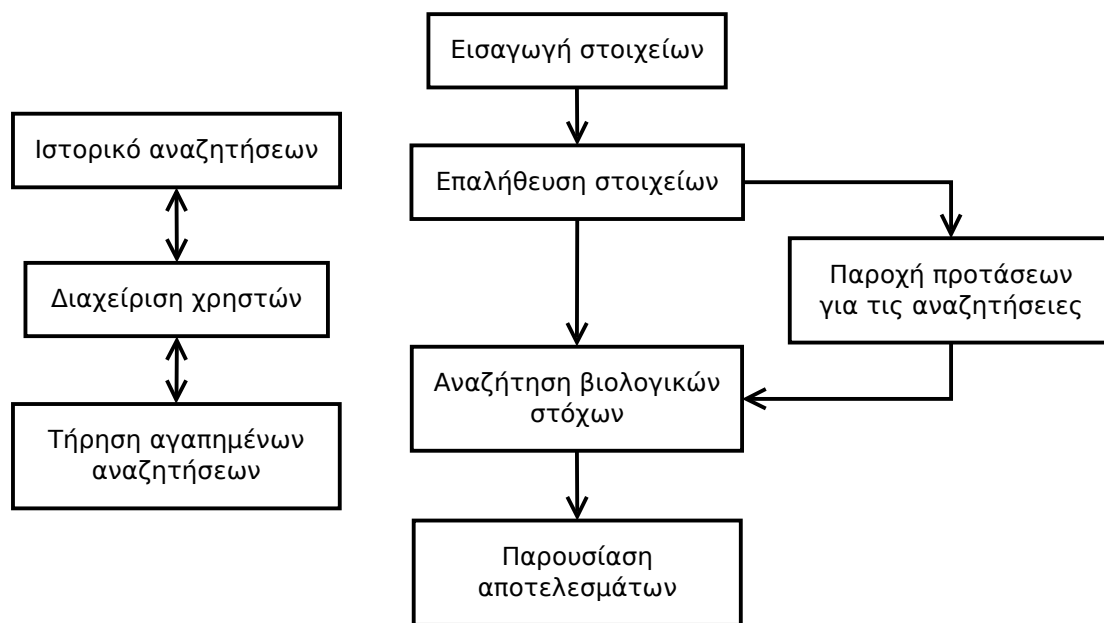 Εισαγωγή στοιχείων
Ιστορικό αναζητήσεων
Επαλήθευση στοιχείων
Διαχείριση χρηστών
Παροχή προτάσεων
για τις αναζητήσειες
Αναζήτηση βιολογικών
στόχων
Τήρηση αγαπημένων
αναζητήσεων
Παρουσίαση
αποτελεσμάτων